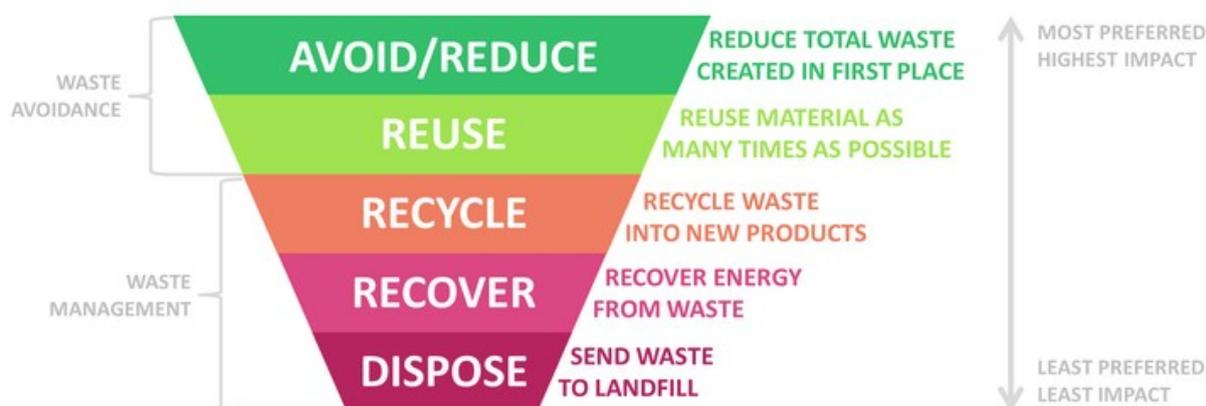 AVOID/REDUCE
REDUCE TOTAL WASTE
CREATED IN FIRST PLACE
MOST PREFERRED
HIGHEST IMPACT
WASTE
AVOIDANCE
REUSE
REUSE MATERIAL AS
MANY TIMES AS POSSIBLE
RECYCLE
RECYCLE WASTE
INTO NEW PRODUCTS
WASTE
MANAGEMENT
RECOVER
RECOVER ENERGY
FROM WASTE
DISPOSE
SEND WASTE
TO LANDFILL
LEAST PREFERRED
LEAST IMPACT